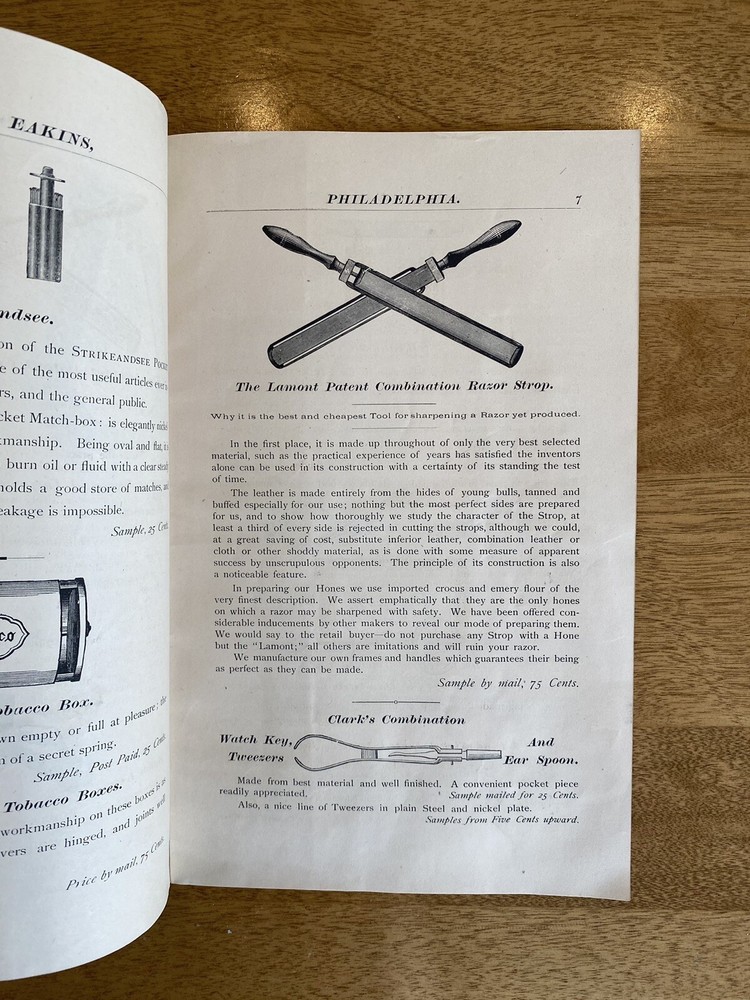 EAKINS,
ndsee.
on of the STRIKEANDSEE POCKET
e of the most useful articles ever
rs, and the general public.
cket Match-box: is elegantly nickel
kmanship. Being oval and flat, it
burn oil or fluid with a clear steady
holds a good store of matches, and
eakage is impossible.
Sample, 25 Cents
co
obacco Box.
wn empty or full at pleasure; the
n of a secret spring.
Sample, Post Paid, 25 Cents.
Tobacco Boxes.
workmanship on these boxes is as
vers are hinged, and joints well
Price by mail, 75 Cents.
PHILADELPHIA. 7
The Lamont Patent Combination Razor Strop.
Why it is the best and cheapest Tool for sharpening a Razor yet produced.
In the first place, it is made up throughout of only the very best selected
material, such as the practical experience of years has satisfied the inventors
alone can be used in its construction with a certainty of its standing the test
of time.
The leather is made entirely from the hides of young bulls, tanned and
buffed especially for our use; nothing but the most perfect sides are prepared
for us, and to show how thoroughly we study the character of the Strop, at
least a third of every side is rejected in cutting the strops, although we could,
at a great saving of cost, substitute inferior leather, combination leather or
cloth or other shoddy material, as is done with some measure of apparent
success by unscrupulous opponents. The principle of its construction is also
a noticeable feature.
In preparing our Hones we use imported crocus and emery flour of the
very finest description. We assert emphatically that they are the only hones
on which a razor may be sharpened with safety. We have been offered con-
siderable inducements by other makers to reveal our mode of preparing them.
We would say to the retail buyer—do not purchase any Strop with a Hone
but the "Lamont;" all others are imitations and will ruin your razor.
We manufacture our own frames and handles which guarantees their being
as perfect as they can be made.
Sample by mail, 75 Cents.
Clark's Combination
Watch Key, And
Tweezers Ear Spoon.
Made from best material and well finished. A convenient pocket piece
readily appreciated. Sample mailed for 25 Cents.
Also, a nice line of Tweezers in plain Steel and nickel plate.
Samples from Five Cents upward.